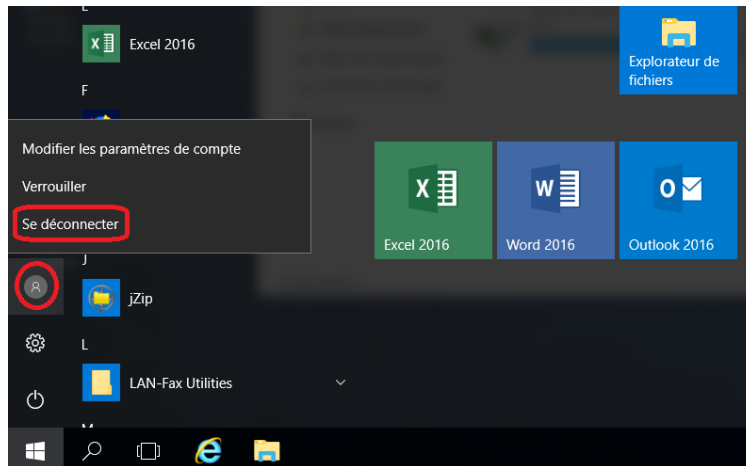 Excel 2016
F
Modifier les paramètres de compte
Verrouiller
Se déconnecter
J
jZip
L
LAN-Fax Utilities
Explorateur de
fichiers
Excel 2016
Word 2016
Outlook 2016